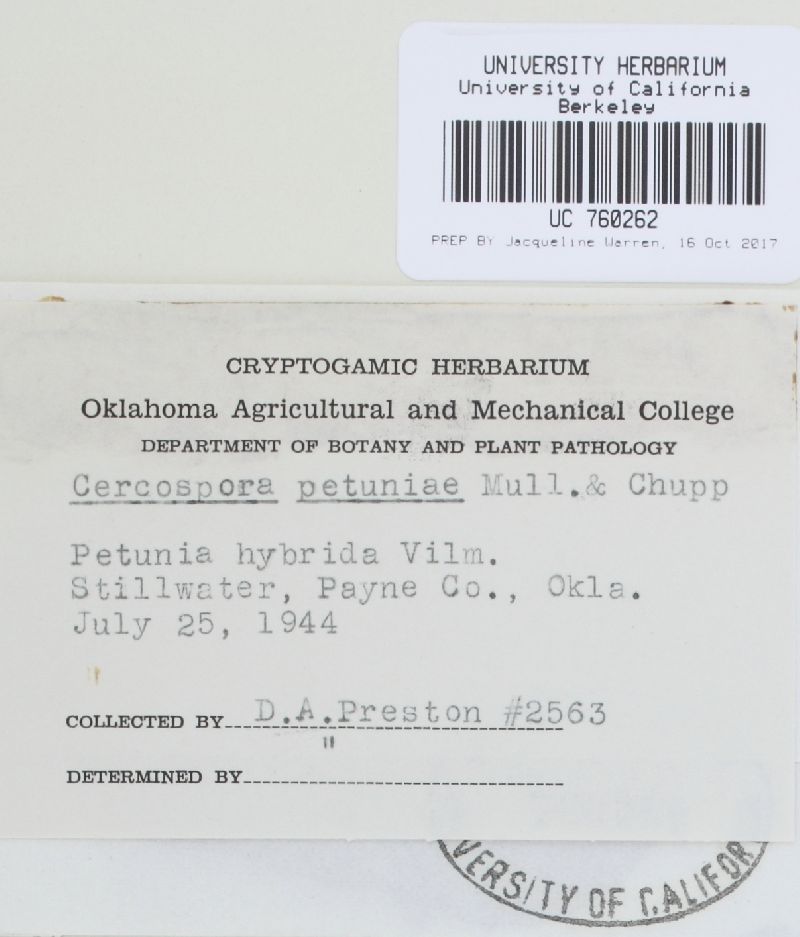 UNIVERSITY HERBARIUM
University of California
Berkeley
UC 760262
PREP BY Jacqueline Warren, 16 Oct 2017
CRYPTOGAMIC HERBARIUM
Oklahoma Agricultural and Mechanical College
DEPARTMENT OF BOTANY AND PLANT PATHOLOGY
Cercospora petuniae Mull.& Chupp
Petunia hybrida Vilm.
Stillwater, Payne Co., Okla.
July 25, 1944
COLLECTED BY D.A.Preston #2563
"
DETERMINED BY
VERSITY OF CALIFOR